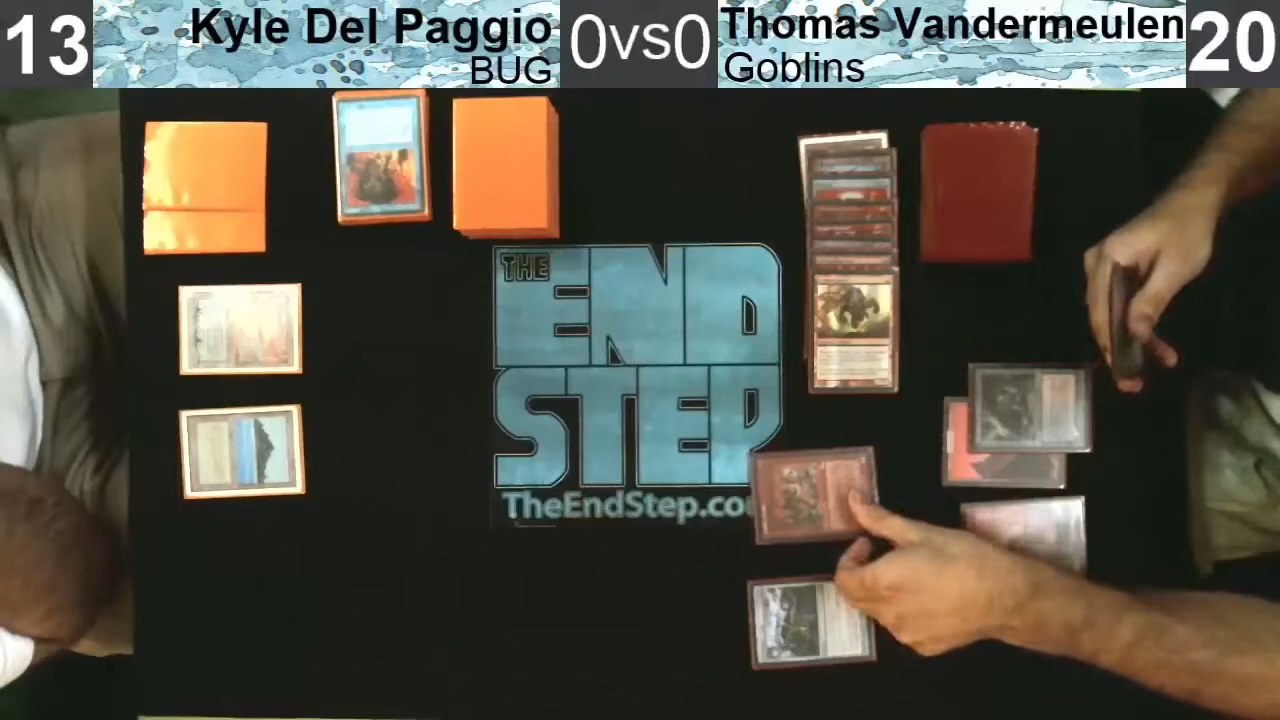 13
Kyle Del Paggio
BUG
0vs0
Thomas Vandermeulen
Goblins
20
THE
END
STEP
TheEndStep.co